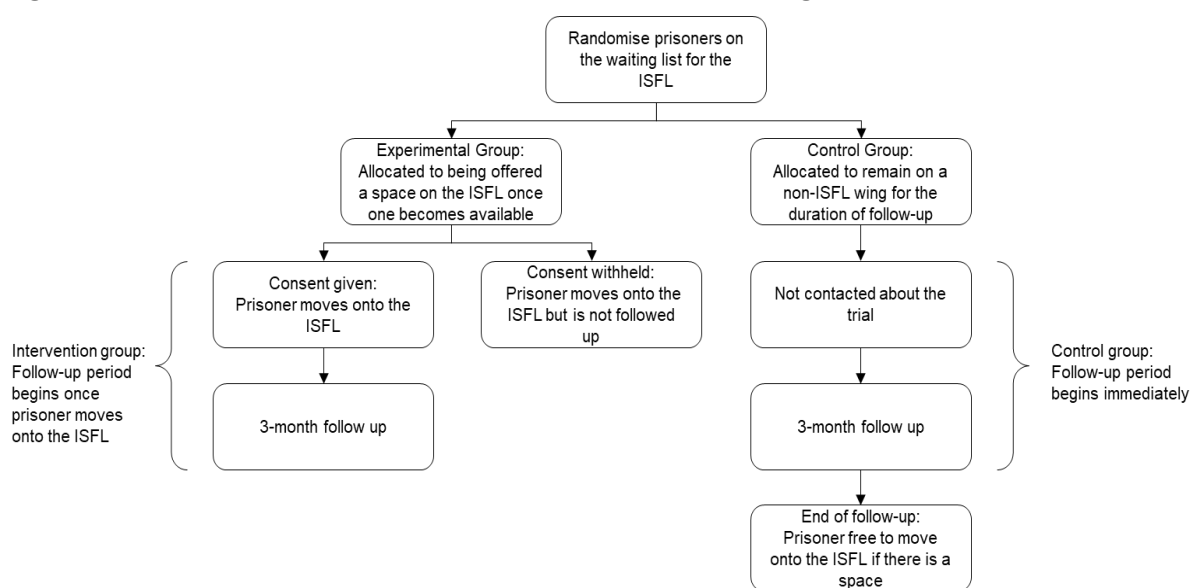 Randomise prisoners on
the waiting list for the
ISFL
Experimental Group:
Allocated to being offered
a space on the ISFL once
one becomes available
Control Group:
Allocated to remain on a
non-ISFL wing for the
duration of follow-up
Consent given:
Prisoner moves onto the
ISFL
Consent withheld:
Prisoner moves onto the
ISFL but is not followed
up
Not contacted about the
trial
Intervention group:
Follow-up period
begins once
prisoner moves
onto the ISFL
Control group:
Follow-up period
begins immediately
3-month follow up
3-month follow up
End of follow-up:
Prisoner free to move
onto the ISFL if there is a
space